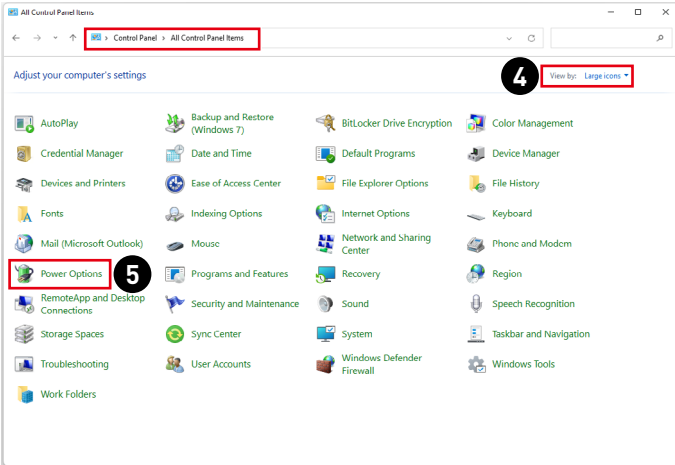 All Control Panel Items
Control Panel > All Control Panel Items
Adjust your computer's settings
4
View by: Large icons
AutoPlay
Backup and Restore
(Windows 7)
BitLocker Drive Encryption
Color Management
Credential Manager
Date and Time
Default Programs
Device Manager
Devices and Printers
Ease of Access Center
File Explorer Options
File History
Fonts
Indexing Options
Internet Options
Keyboard
Mail (Microsoft Outlook)
Mouse
Network and Sharing
Center
Phone and Modem
Power Options
5
Programs and Features
Recovery
Region
RemoteApp and Desktop
Connections
Security and Maintenance
Sound
Speech Recognition
Storage Spaces
Sync Center
System
Taskbar and Navigation
Troubleshooting
User Accounts
Windows Defender
Firewall
Windows Tools
Work Folders